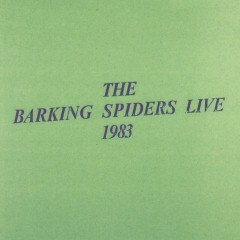 THE
BARKING SPIDERS LIVE
1983